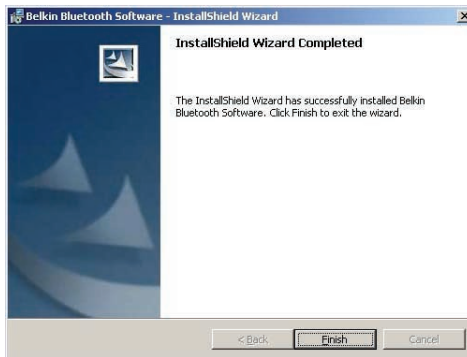 Belkin Bluetooth Software - InstallShield Wizard
InstallShield Wizard Completed
The InstallShield Wizard has successfully installed Belkin
Bluetooth Software. Click Finish to exit the wizard.
< Back
Finish
Cancel